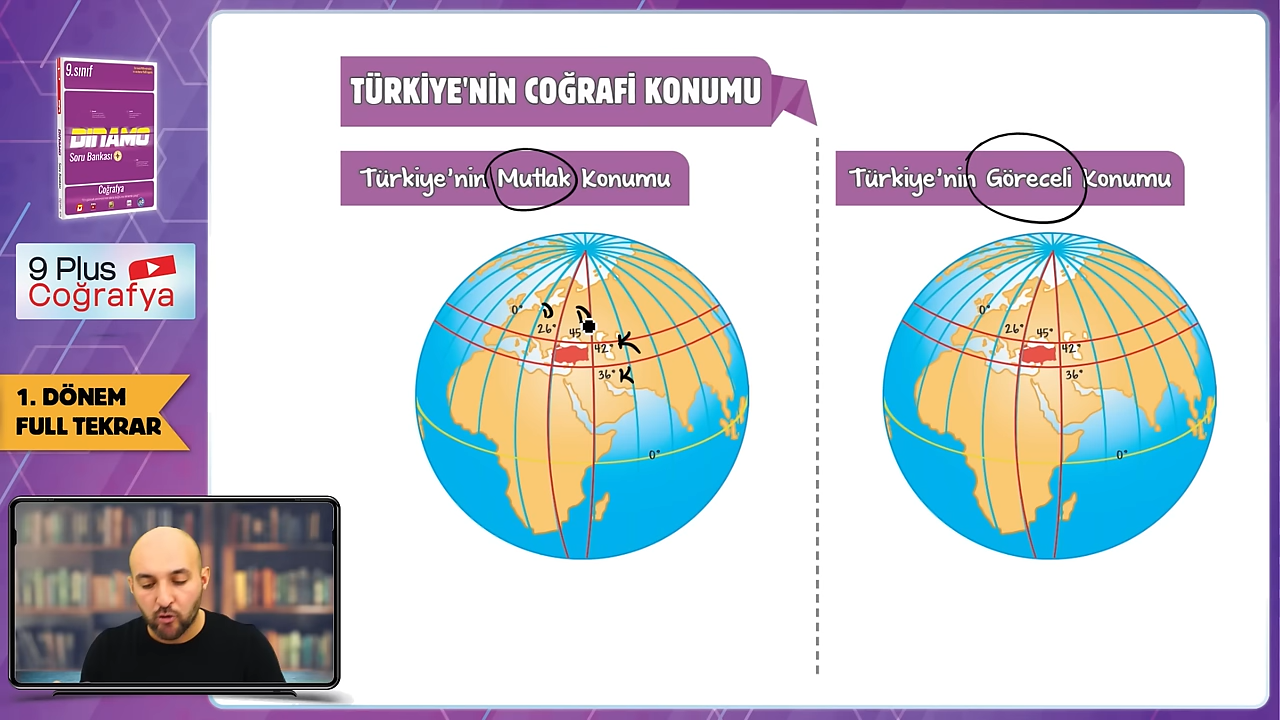 9.sınıf
DİNAMO
Soru Bankası +
Coğrafya
9 Plus
Coğrafya
1. DÖNEM
FULL TEKRAR
TÜRKİYE'NİN COĞRAFİ KONUMU
Türkiye'nin Mutlak Konumu
0°
D D
26° 45°
42° K
36° K
0°
Türkiye'nin Göreceli Konumu
0°
26° 45°
42°
36°
0°